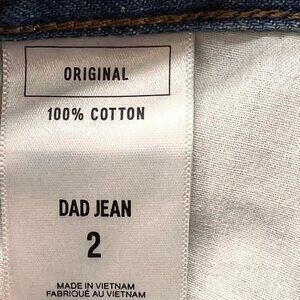 ORIGINAL
100% COTTON
DAD JEAN
2
MADE IN VIETNAM
FABRIQUÉ AU VIETNAM